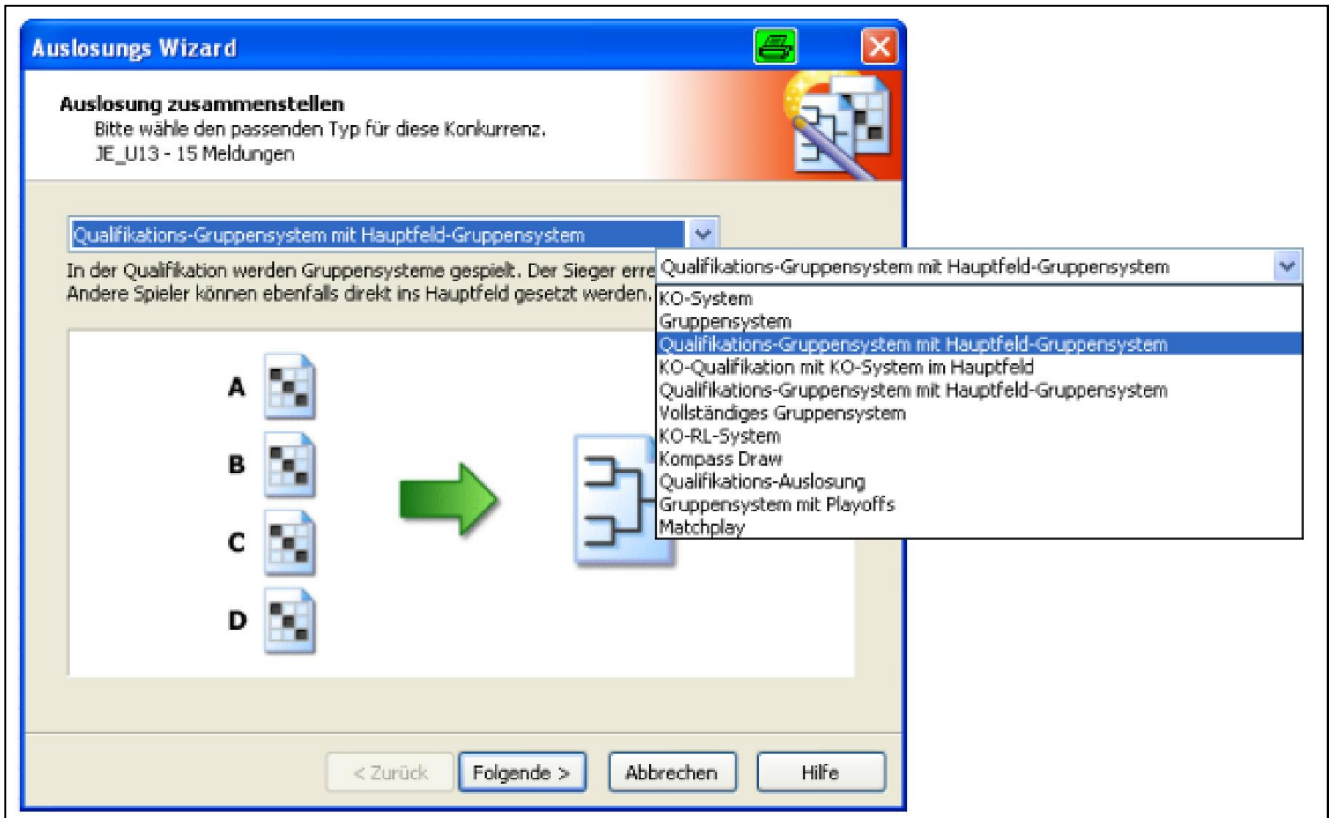 Auslosungs Wizard
Auslosung zusammenstellen
Bitte wähle den passenden Typ für diese Konkurrenz.
JE_U13 - 15 Meldungen
Qualifikations-Gruppensystem mit Hauptfeld-Gruppensystem
In der Qualifikation werden Gruppensysteme gespielt. Der Sieger erre
Andere Spieler können ebenfalls direkt ins Hauptfeld gesetzt werden.
Qualifikations-Gruppensystem mit Hauptfeld-Gruppensystem
KO-System
Gruppensystem
Qualifikations-Gruppensystem mit Hauptfeld-Gruppensystem
KO-Qualifikation mit KO-System im Hauptfeld
Qualifikations-Gruppensystem mit Hauptfeld-Gruppensystem
Vollständiges Gruppensystem
KO-RL-System
Kompass Draw
Qualifikations-Auslosung
Gruppensystem mit Playoffs
Matchplay
A
B
C
D
< Zurück
Folgende >
Abbrechen
Hilfe